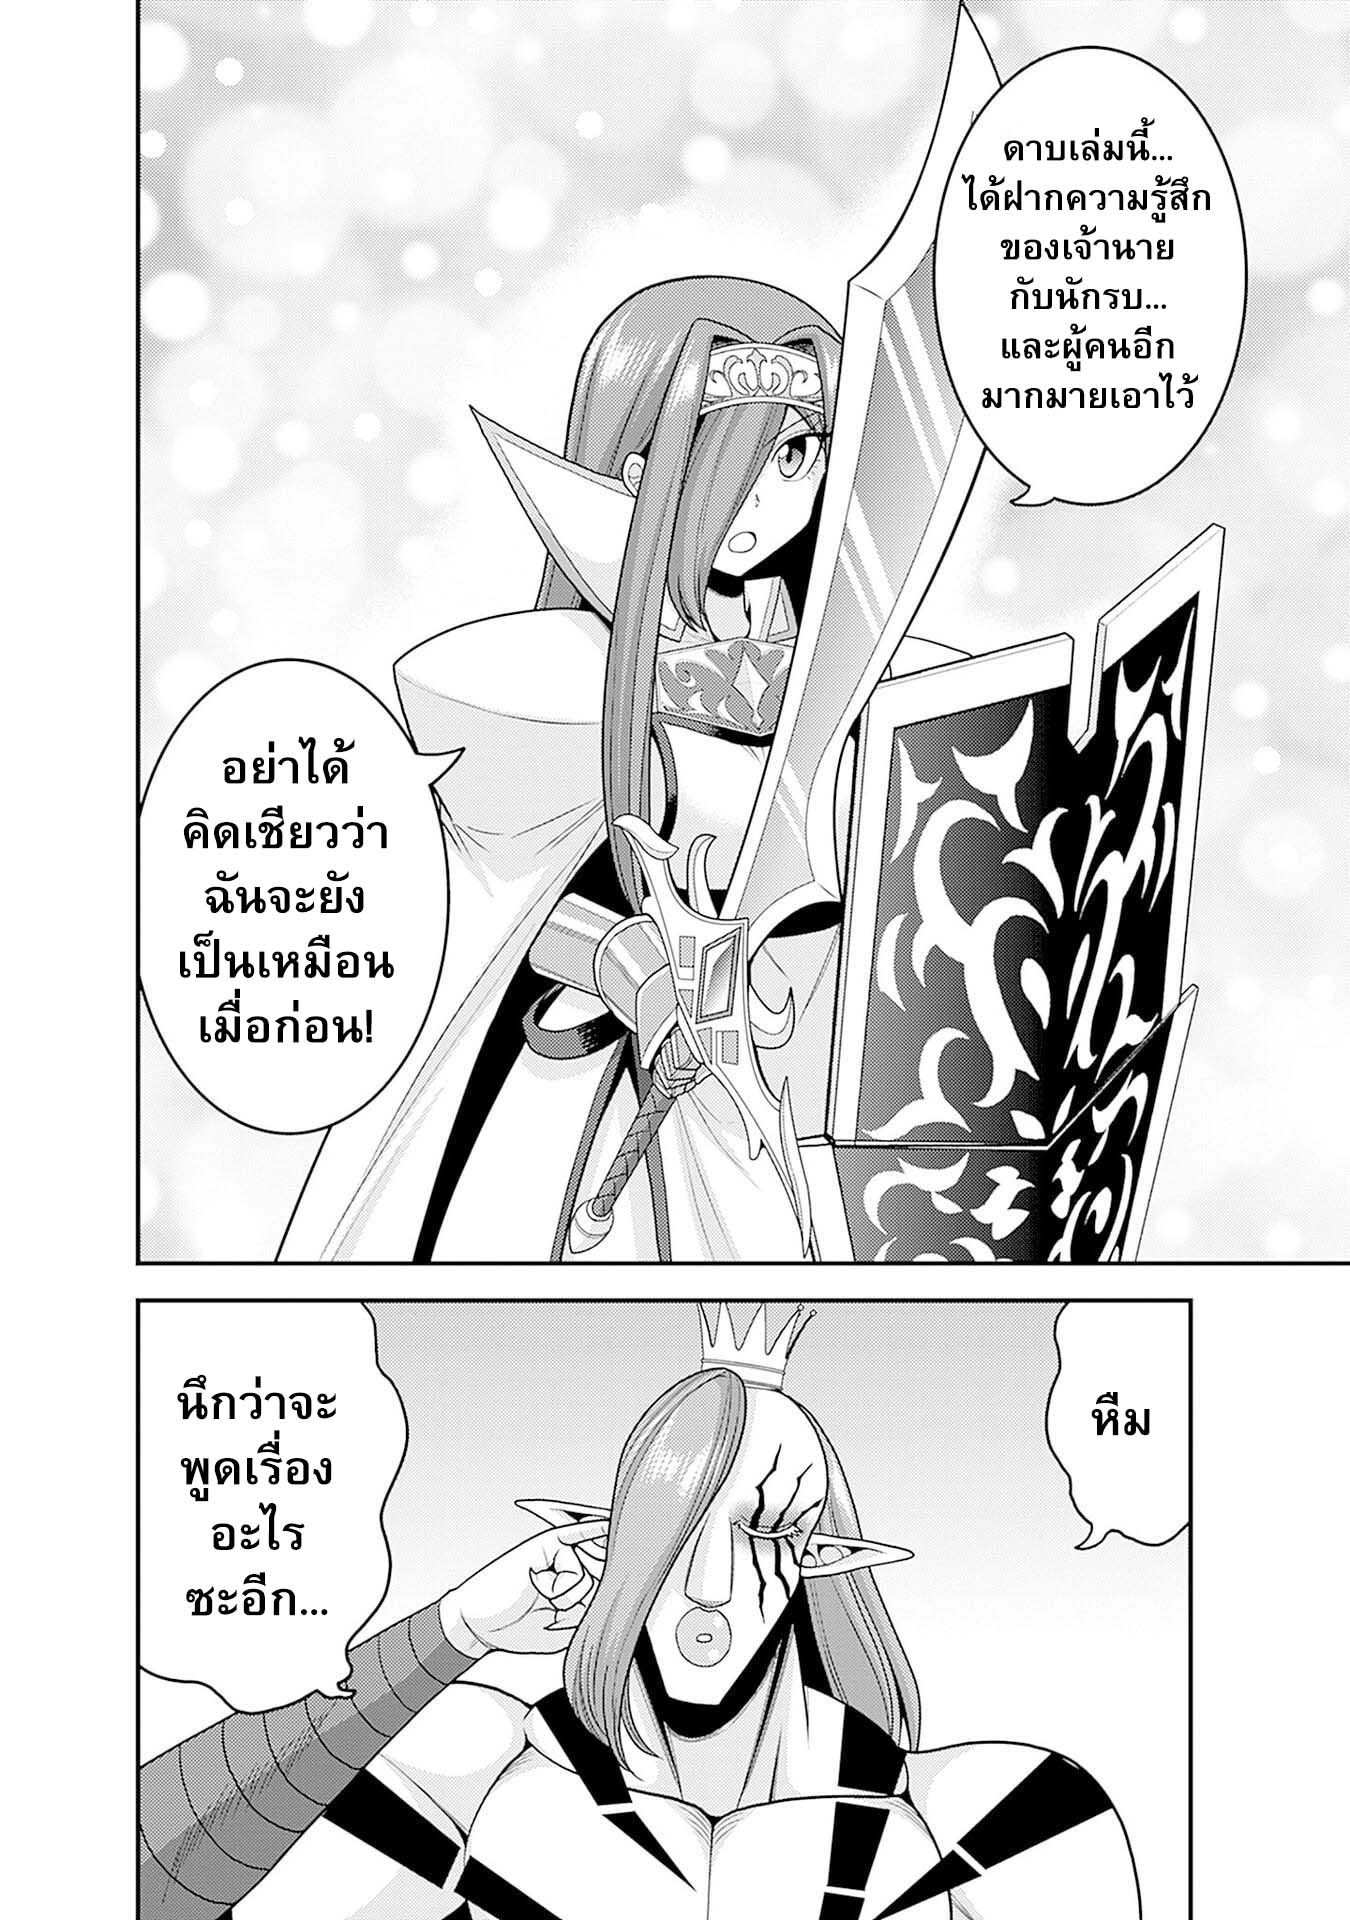 ดาบเล่มนี้...
ได้ฝากความรู้สึก
ของเจ้านาย
กับนักรบ...
และผู้คนอีก
มากมายเอาไว้
อย่าได้
คิดเชียวว่า
ฉันจะยัง
เป็นเหมือน
เมื่อก่อน!
หืม
นึกว่าจะ
พูดเรื่อง
อะไร
ซะอีก...